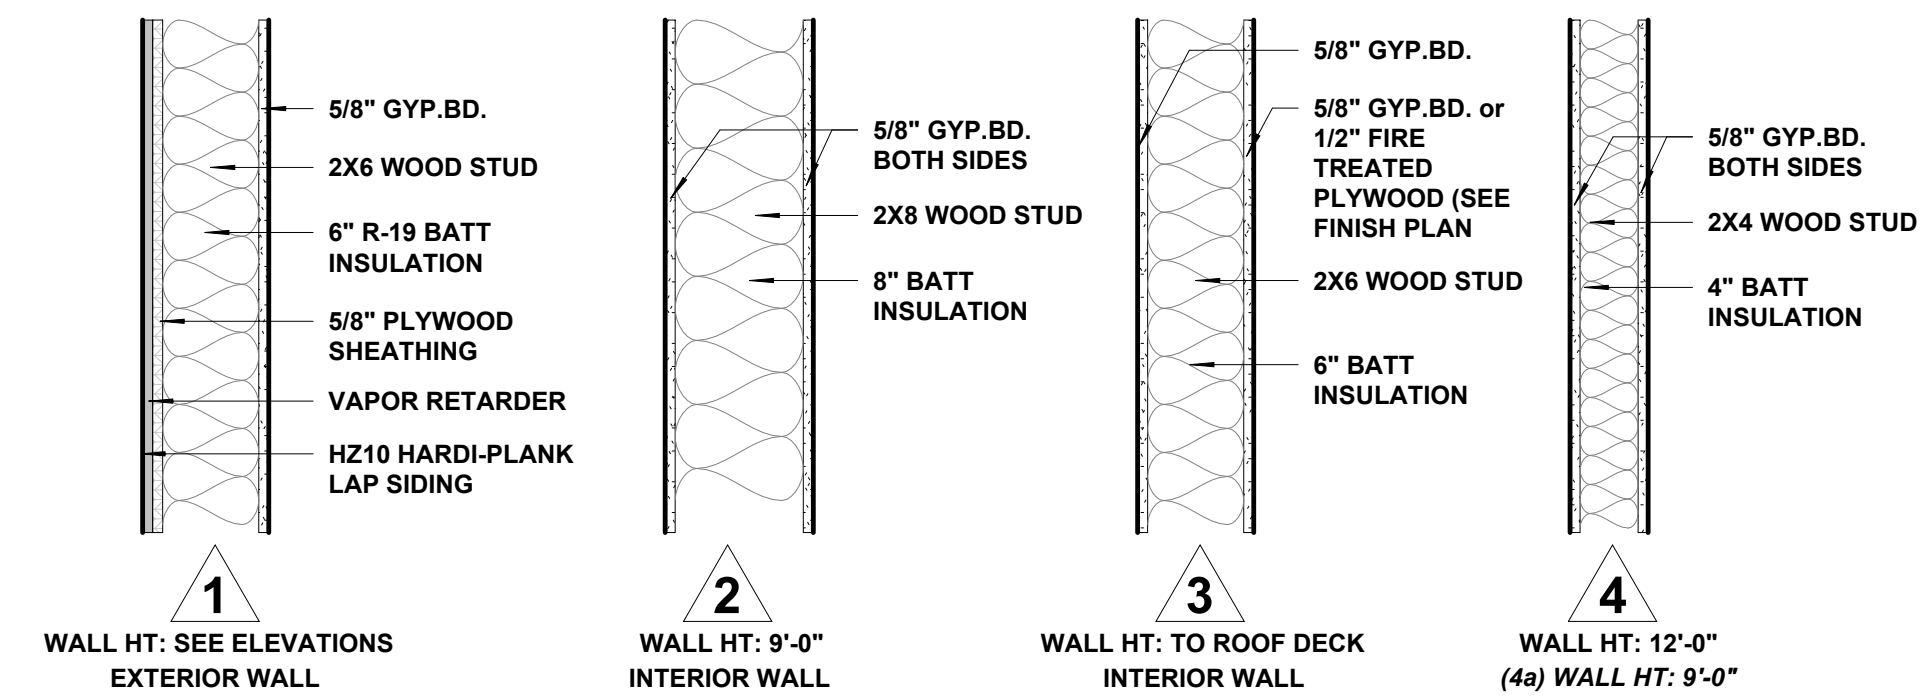 5/8" GYP.BD.
2X6 WOOD STUD
6" R-19 BATT
INSULATION
5/8" PLYWOOD
SHEATHING
VAPOR RETARDER
HZ10 HARDI-PLANK
LAP SIDING
1
WALL HT: SEE ELEVATIONS
EXTERIOR WALL
5/8" GYP.BD.
BOTH SIDES
2X8 WOOD STUD
8" BATT
INSULATION
2
WALL HT: 9'-0"
INTERIOR WALL
5/8" GYP.BD.
5/8" GYP.BD. or
1/2" FIRE
TREATED
PLYWOOD (SEE
FINISH PLAN
2X6 WOOD STUD
6" BATT
INSULATION
3
WALL HT: TO ROOF DECK
INTERIOR WALL
5/8" GYP.BD.
BOTH SIDES
2X4 WOOD STUD
4" BATT
INSULATION
4
WALL HT: 12'-0"
(4a) WALL HT: 9'-0"